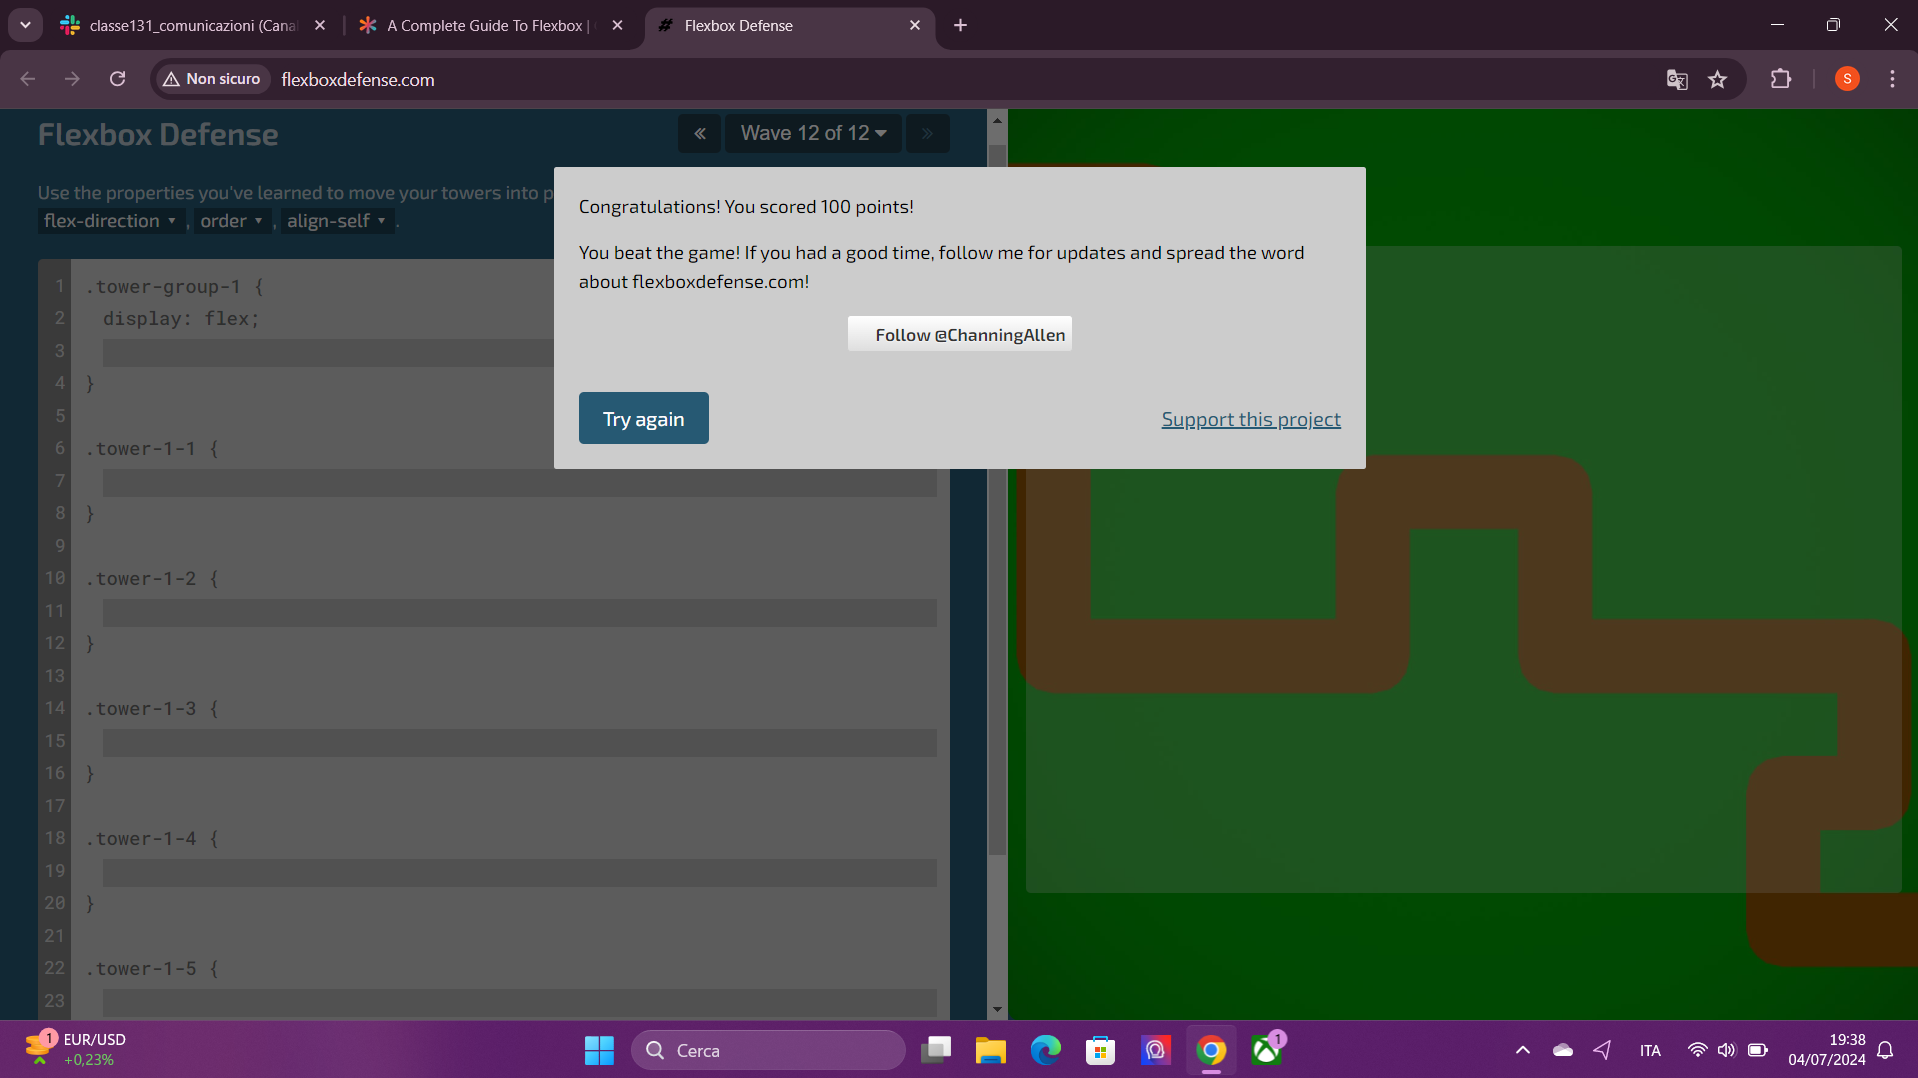 classe131_comunicazioni (Cana
A Complete Guide To Flexbox |
Flexbox Defense
Non sicuro
flexboxdefense.com
S
Flexbox Defense
«
Wave 12 of 12
»
Use the properties you've learned to move your towers into p
flex-direction ▾ , order ▾ , align-self ▾ .
1 .tower-group-1 {
2 display: flex;
3
4 }
5
6 .tower-1-1 {
7
8 }
9
10 .tower-1-2 {
11
12 }
13
14 .tower-1-3 {
15
16 }
17
18 .tower-1-4 {
19
20 }
21
22 .tower-1-5 {
23
Congratulations! You scored 100 points!
You beat the game! If you had a good time, follow me for updates and spread the word
about flexboxdefense.com!
Follow @ChanningAllen
Try again
Support this project
1
EUR/USD
+0,23%
Cerca
1
ITA
19:38
04/07/2024